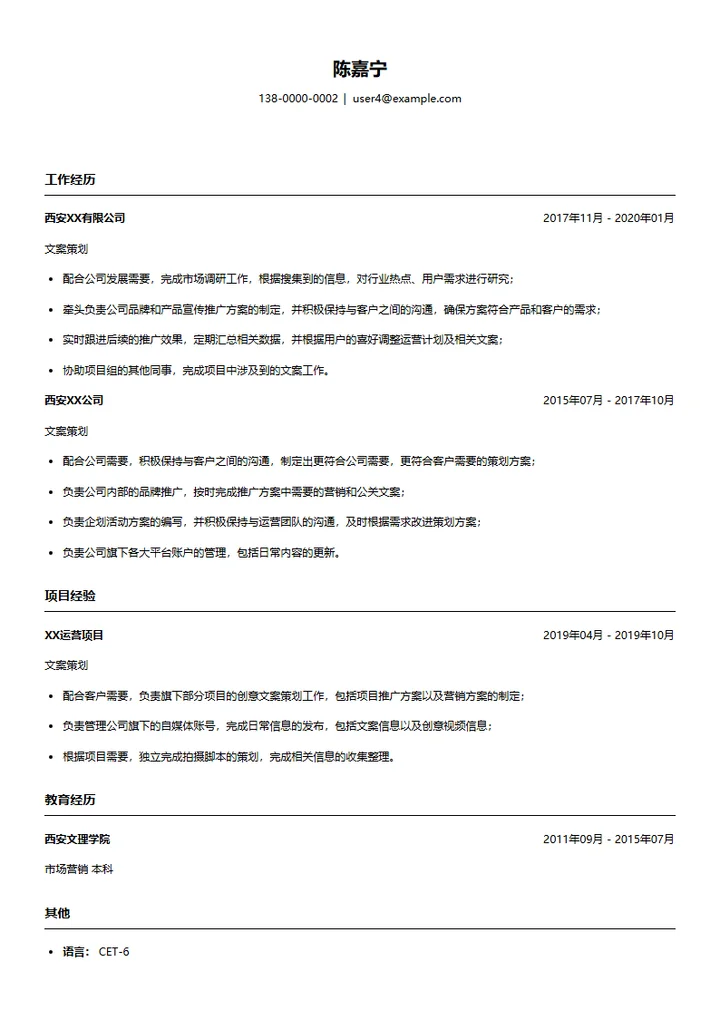 陈嘉宁
138-0000-0002 | user4@example.com
工作经历
西安XX有限公司 2017年11月 - 2020年01月
文案策划
• 配合公司发展需要，完成市场调研工作，根据搜集到的信息，对行业热点、用户需求进行研究；
• 牵头负责公司品牌和产品宣传推广方案的制定，并积极保持与客户之间的沟通，确保方案符合产品和客户的需求；
• 实时跟进后续的推广效果，定期汇总相关数据，并根据用户的喜好调整运营计划及相关文案；
• 协助项目组的其他同事，完成项目中涉及到的文案工作。
西安XX公司 2015年07月 - 2017年10月
文案策划
• 配合公司需要，积极保持与客户之间的沟通，制定出更符合公司需要，更符合客户需要的策划方案；
• 负责公司内部的品牌推广，按时完成推广方案中需要的营销和公关文案；
• 负责企划活动方案的编写，并积极保持与运营团队的沟通，及时根据需求改进策划方案；
• 负责公司旗下各大平台账户的管理，包括日常内容的更新。
项目经验
XX运营项目 2019年04月 - 2019年10月
文案策划
• 配合客户需要，负责旗下部分项目的创意文案策划工作，包括项目推广方案以及营销方案的制定；
• 负责管理公司旗下的自媒体账号，完成日常信息的发布，包括文案信息以及创意视频信息；
• 根据项目需要，独立完成拍摄脚本的策划，完成相关信息的收集整理。
教育经历
西安文理学院 2011年09月 - 2015年07月
市场营销 本科
其他
• 语言： CET-6